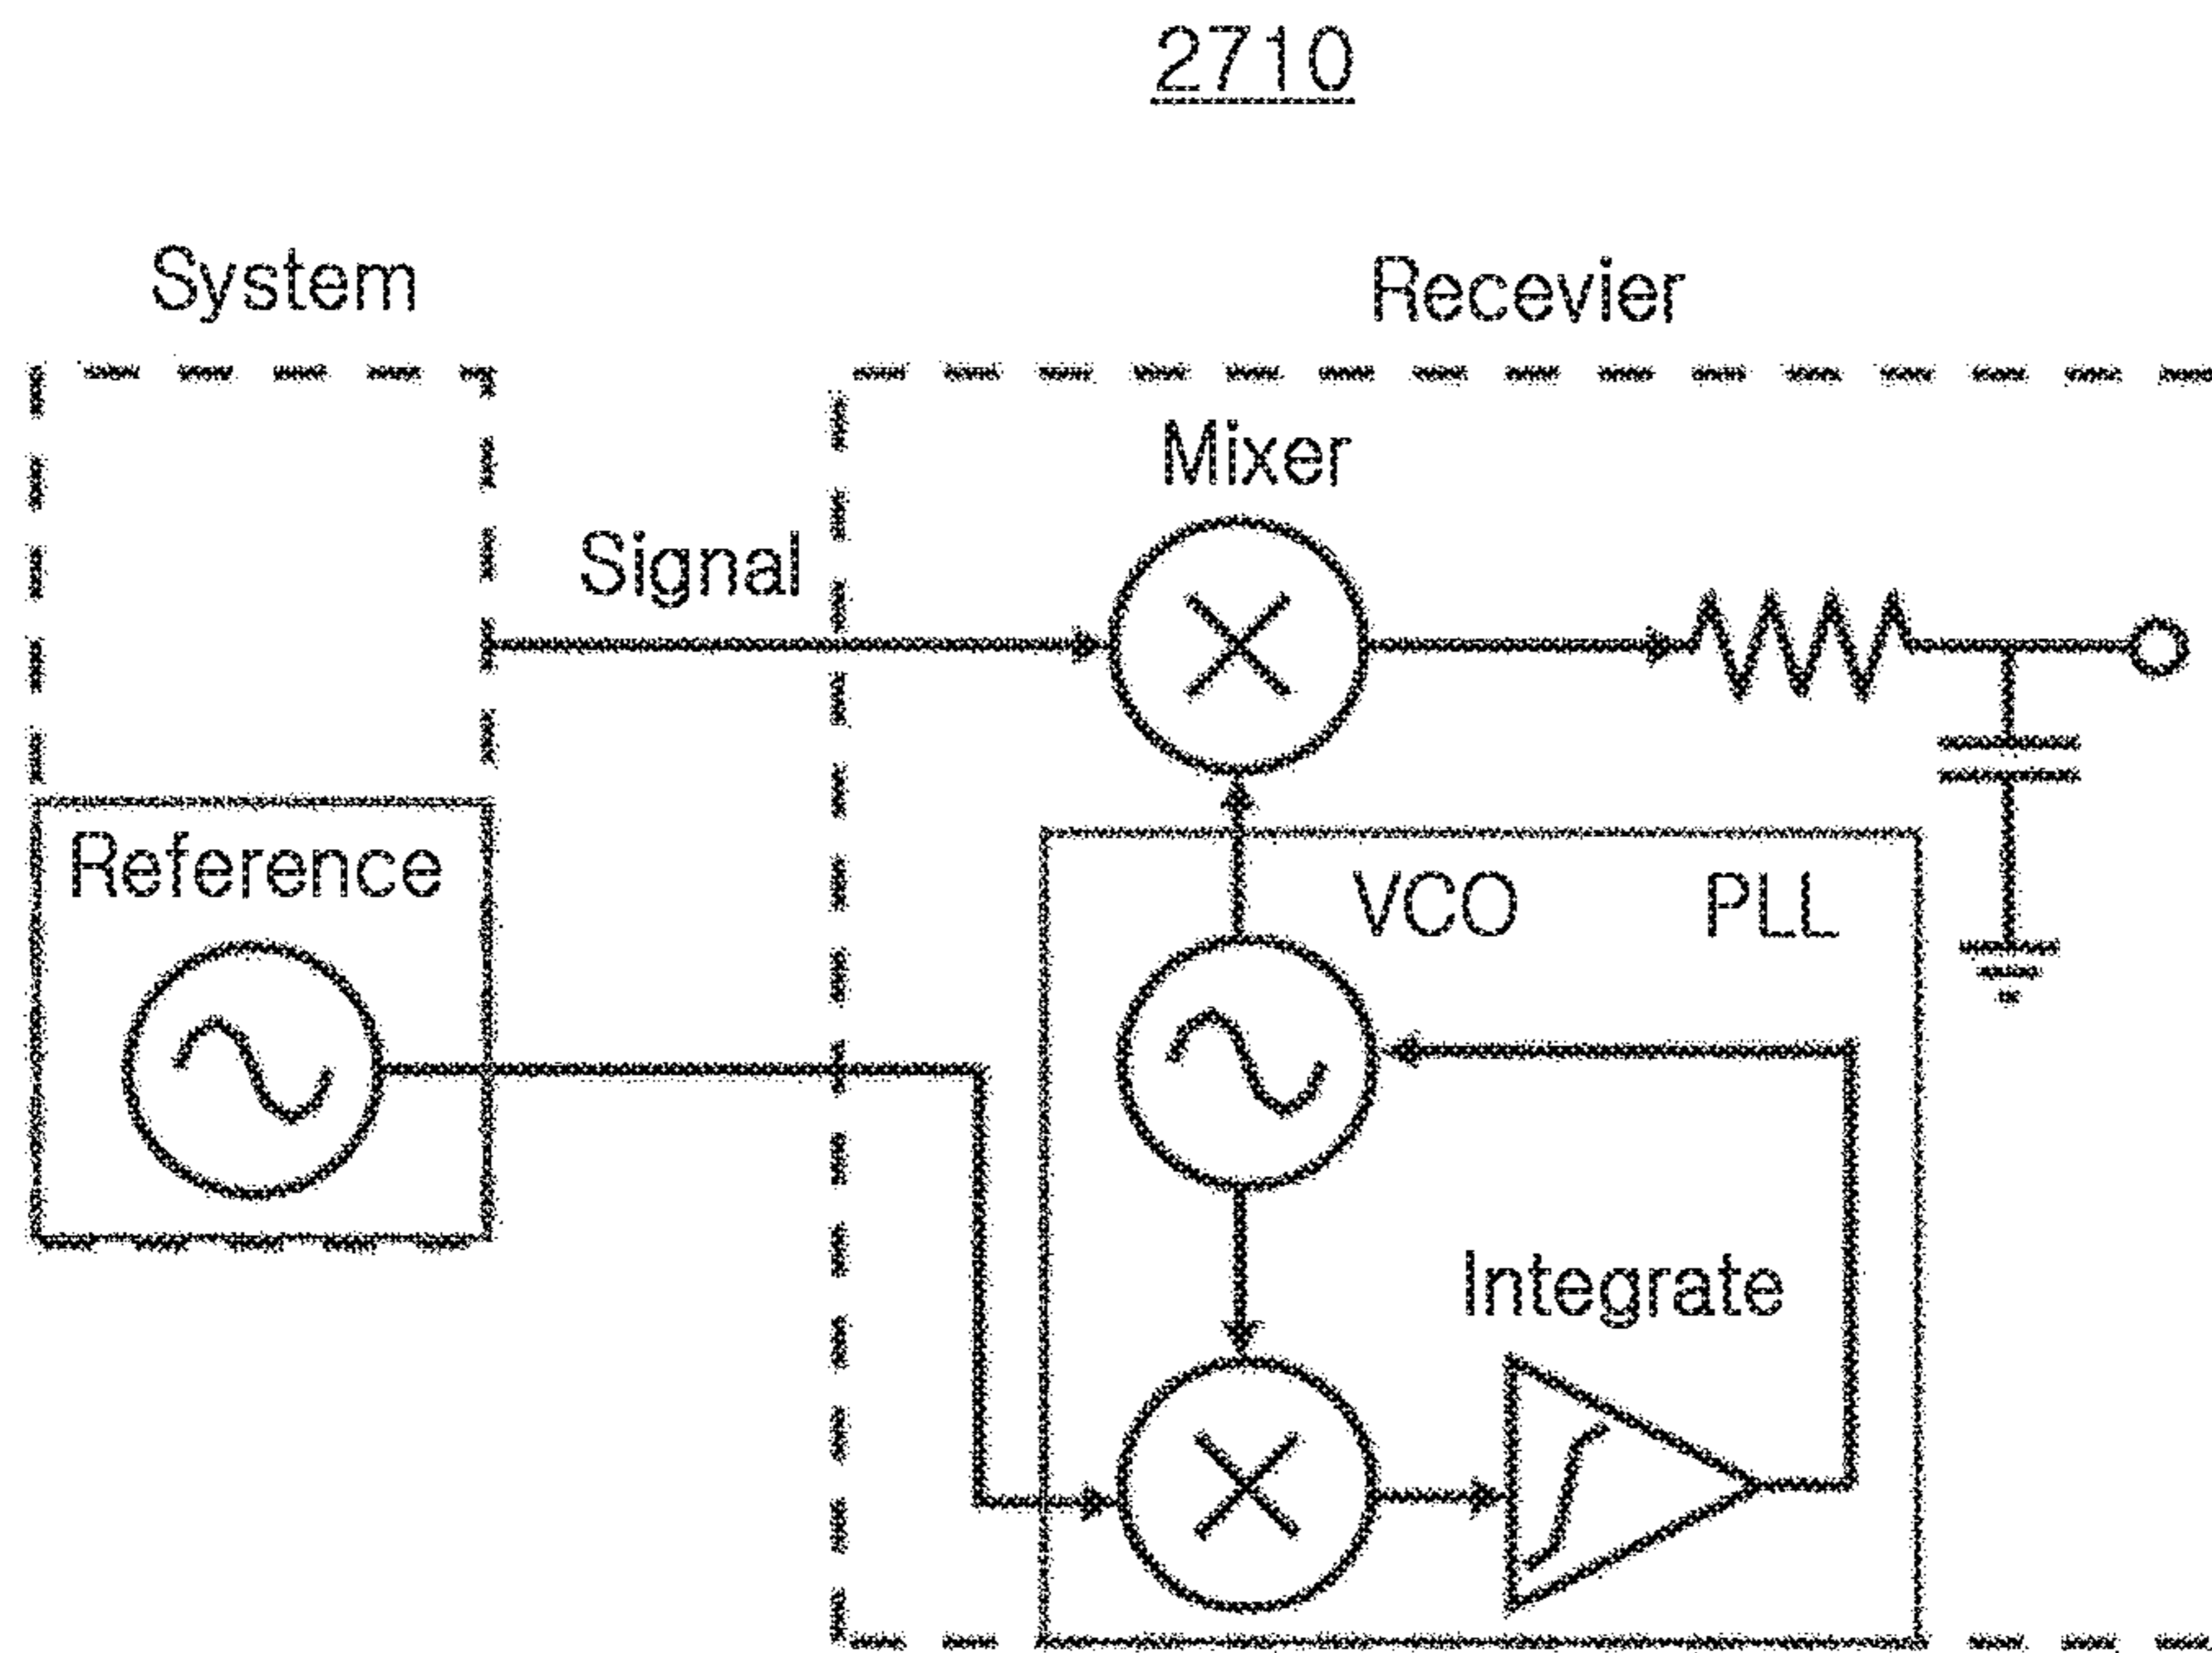 2710
System
Recevier
Mixer
Signal
Reference
VCO
PLL
Integrate